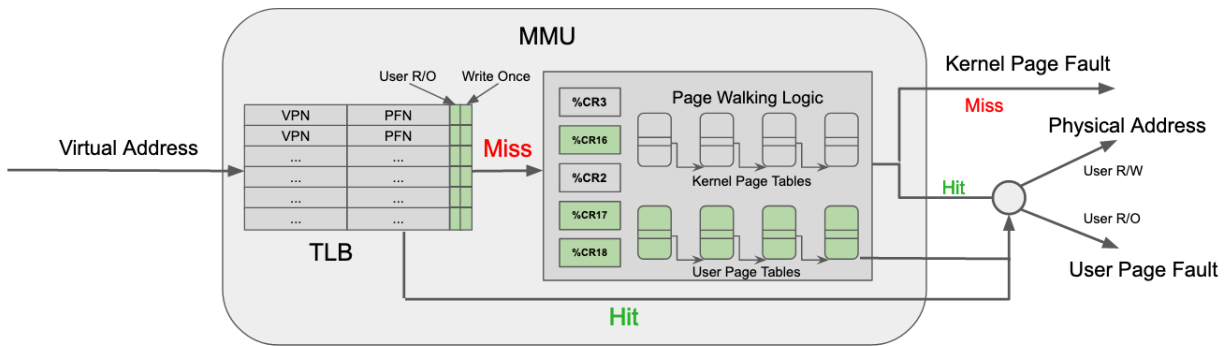 MMU
User R/O
Write Once
VPN PFN
VPN PFN
... ...
... ...
... ...
... ...
TLB
Virtual Address
Miss
%CR3
%CR16
%CR2
%CR17
%CR18
Page Walking Logic
Kernel Page Tables
User Page Tables
Hit
Kernel Page Fault
Miss
Physical Address
User R/W
Hit
User R/O
User Page Fault